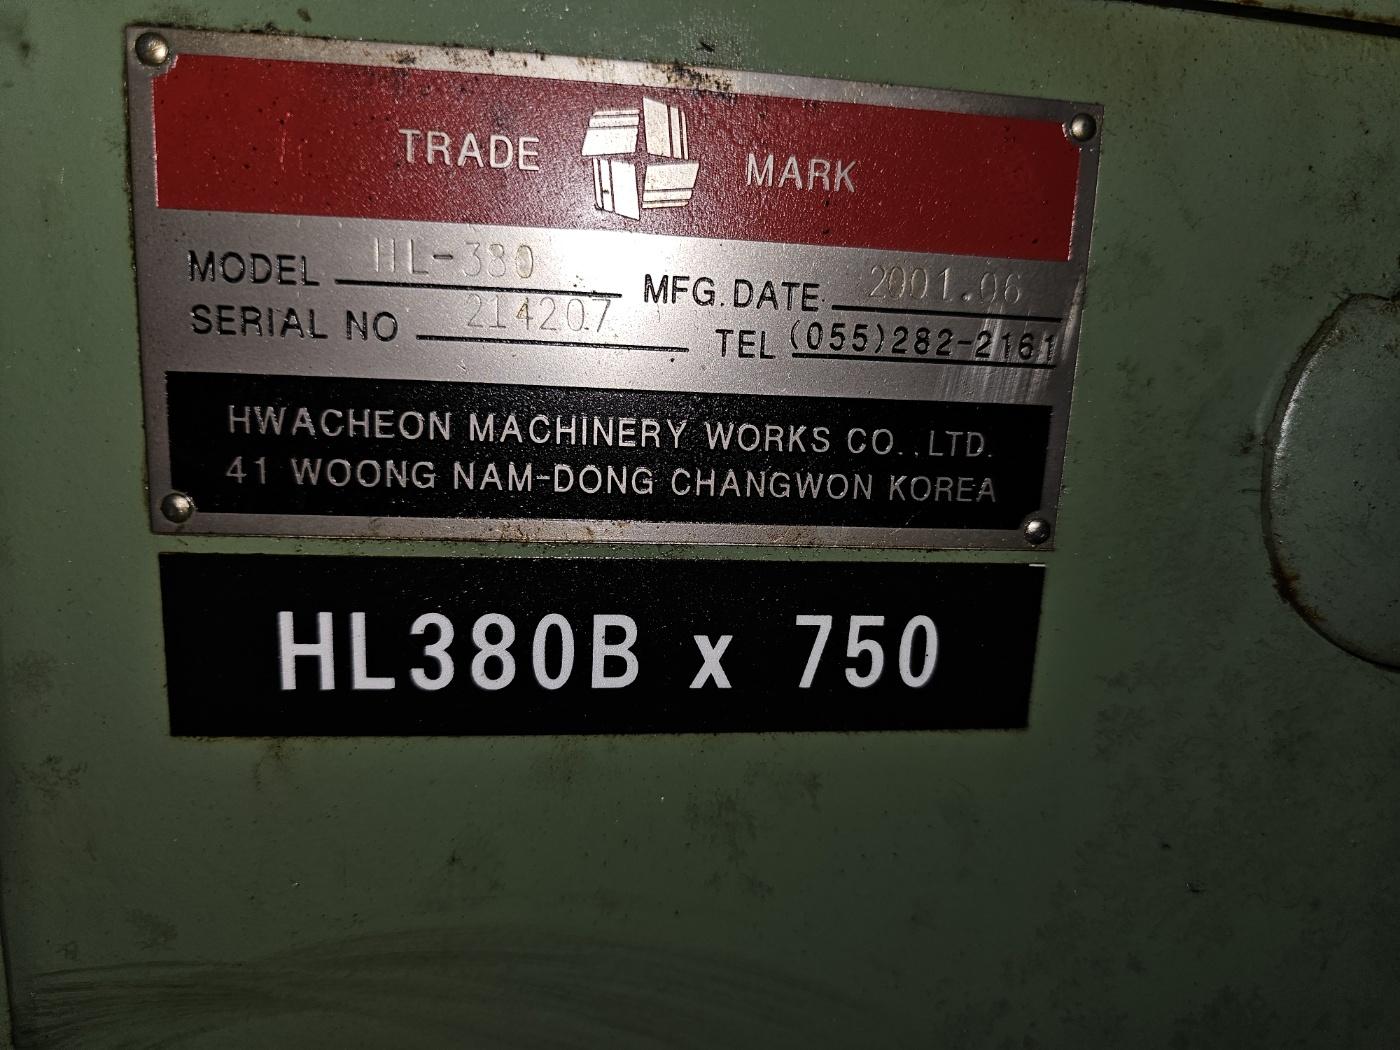 TRADE MARK
MODEL HL-380 MFG. DATE 2001.06
SERIAL NO 214207 TEL (055)282-2161
HWACHEON MACHINERY WORKS CO.,LTD.
41 WOONG NAM-DONG CHANGWON KOREA
HL380B x 750